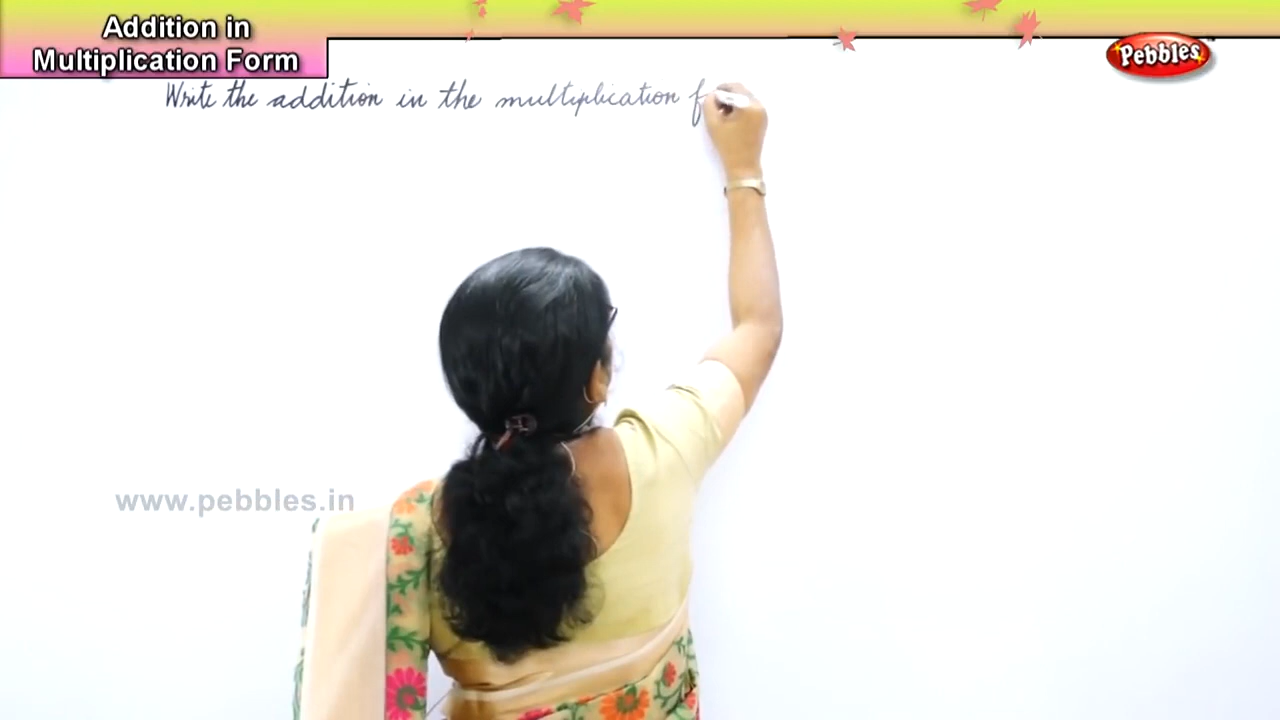 Addition in
Multiplication Form
Pebbles
Write the addition in the multiplication f
www.pebbles.in